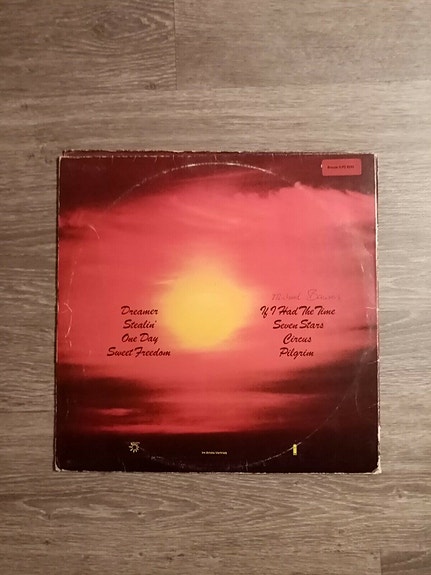 Dreamer
Stealin'
One Day
Sweet Freedom
If I Had The Time
Seven Stars
Circus
Pilgrim